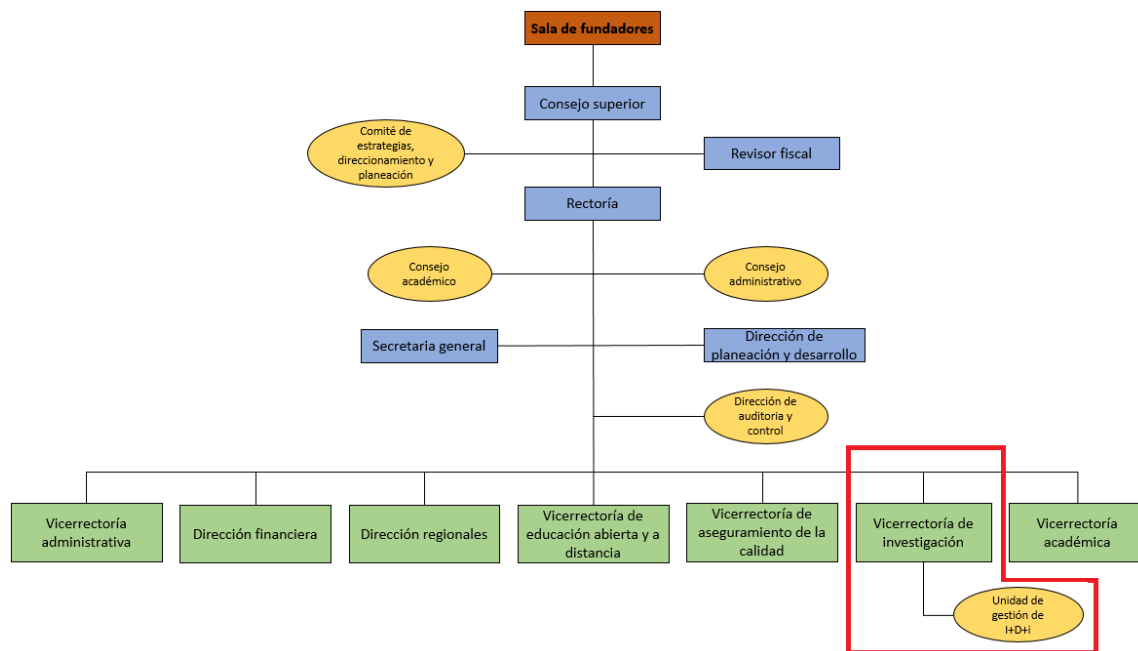 Sala de fundadores
Consejo superior
Comité de
estrategias,
direccionamiento y
planeación
Revisor fiscal
Rectoría
Consejo
académico
Consejo
administrativo
Secretaria general
Dirección de
planeación y desarrollo
Dirección de
auditoria y
control
Vicerrectoría
administrativa
Dirección financiera
Dirección regionales
Vicerrectoría de
educación abierta y a
distancia
Vicerrectoría de
aseguramiento de la
calidad
Vicerrectoría de
investigación
Vicerrectoría
académica
Unidad de
gestión de
I+D+i